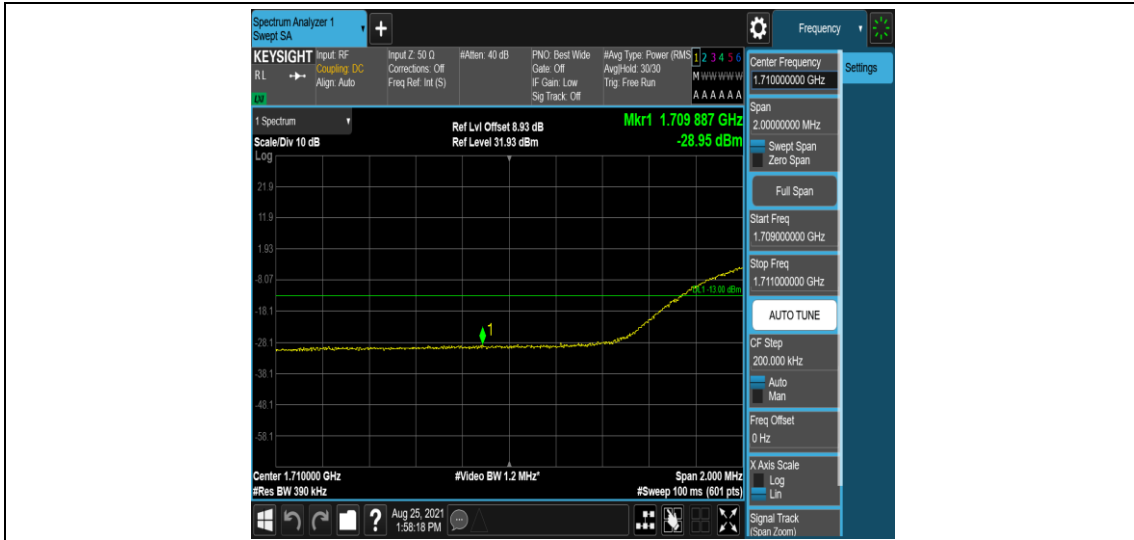 Spectrum Analyzer 1
Swept SA
Frequency
KEYSIGHT
RL
Input: RF
Coupling: DC
Align: Auto
Input Z: 50 Ω
Corrections: Off
Freq Ref: Int (S)
#Atten: 40 dB
PNO: Best Wide
Gate: Off
IF Gain: Low
Sig Track: Off
#Avg Type: Power (RMS
Avg|Hold: 30/30
Trig: Free Run
1 2 3 4 5 6
M W W W W W
A A A A A A
1 Spectrum
Scale/Div 10 dB
Log
Ref Lvl Offset 8.93 dB
Ref Level 31.93 dBm
Mkr1 1.709 887 GHz
-28.95 dBm
21.9
11.9
1.93
-8.07
-18.1
-28.1
-38.1
-48.1
-58.1
DL1 -13.00 dBm
1
Center 1.710000 GHz
#Res BW 390 kHz
#Video BW 1.2 MHz*
Span 2.000 MHz
#Sweep 100 ms (601 pts)
Aug 25, 2021
1:58:18 PM
Center Frequency
1.710000000 GHz
Settings
Span
2.00000000 MHz
Swept Span
Zero Span
Full Span
Start Freq
1.709000000 GHz
Stop Freq
1.711000000 GHz
AUTO TUNE
CF Step
200.000 kHz
Auto
Man
Freq Offset
0 Hz
X Axis Scale
Log
Lin
Signal Track
(Span Zoom)